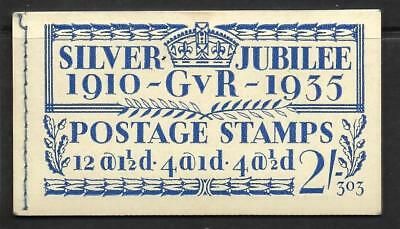 SILVER JUBILEE
1910 - GVR - 1935
POSTAGE STAMPS
12@1½d · 4@1d · 4@½d 2/-
303